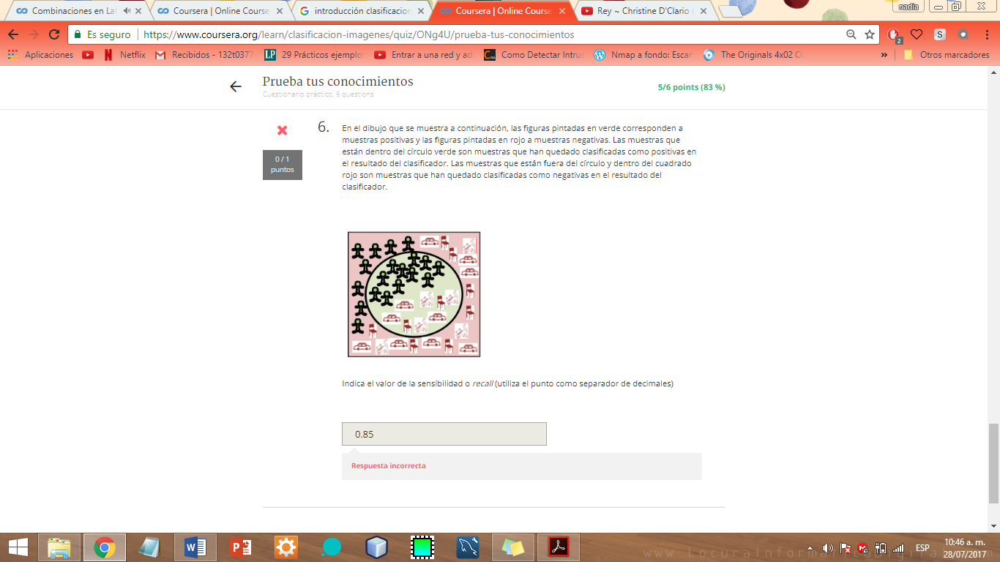 Combinaciones en Lat
Coursera | Online Course
introducción clasificacion
Coursera | Online Course
Rey ~ Christine D'Clario
nadia
Es seguro
https://www.coursera.org/learn/clasificacion-imagenes/quiz/ONg4U/prueba-tus-conocimientos
2
S
Aplicaciones
Netflix
Recibidos - 132t0377
29 Prácticos ejemplo
Entrar a una red y ad
Como Detectar Intrus
Nmap a fondo: Escan
The Originals 4x02 O
»
Otros marcadores
Prueba tus conocimientos
Cuestionario práctico, 6 questions
5/6 points (83 %)
0 / 1
puntos
6.
En el dibujo que se muestra a continuación, las figuras pintadas en verde corresponden a
muestras positivas y las figuras pintadas en rojo a muestras negativas. Las muestras que
están dentro del círculo verde son muestras que han quedado clasificadas como positivas en
el resultado del clasificador. Las muestras que están fuera del círculo y dentro del cuadrado
rojo son muestras que han quedado clasificadas como negativas en el resultado del
clasificador.
Indica el valor de la sensibilidad o recall (utiliza el punto como separador de decimales)
0.85
Respuesta incorrecta
ESP
10:46 a. m.
28/07/2017